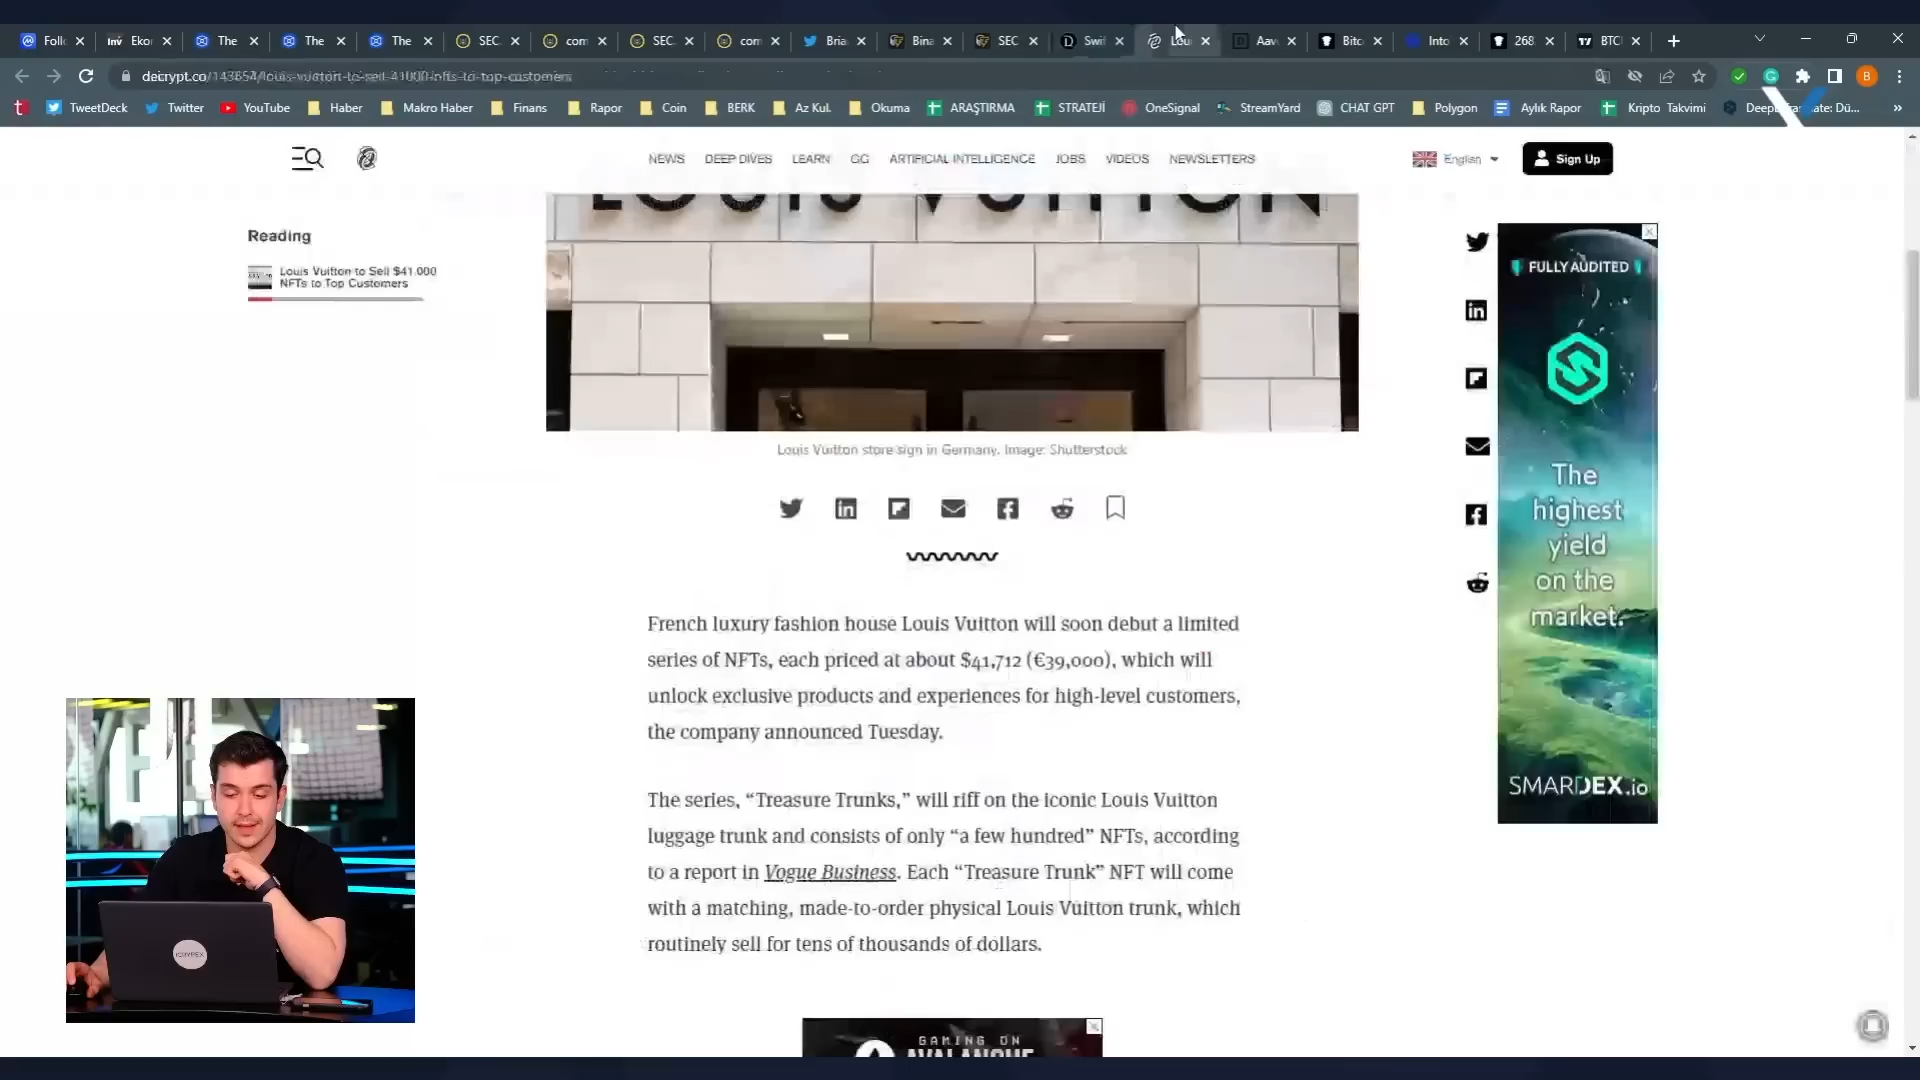 Follc
Inv Eko
The
The
The
SEC
com
SEC
com
Bria
Bina
SEC
Swif
Loui
Aav
Bitc
Into
268
BTC
decrypt.co/143854/louis-vuitton-to-sell-41000-nfts-to-top-customers
TweetDeck
Twitter
YouTube
Haber
Makro Haber
Finans
Rapor
Coin
BERK
Az Kul.
Okuma
ARAŞTIRMA
STRATEJİ
OneSignal
StreamYard
CHAT GPT
Polygon
Aylık Rapor
Kripto Takvimi
NEWS
DEEP DIVES
LEARN
GG
ARTIFICIAL INTELLIGENCE
JOBS
VIDEOS
NEWSLETTERS
English
Sign Up
Reading
Louis Vuitton to Sell $41,000
NFTs to Top Customers
LOUIS VUITTON
Louis Vuitton store sign in Germany. Image: Shutterstock
French luxury fashion house Louis Vuitton will soon debut a limited
series of NFTs, each priced at about $41,712 (€39,000), which will
unlock exclusive products and experiences for high-level customers,
the company announced Tuesday.
The series, “Treasure Trunks,” will riff on the iconic Louis Vuitton
luggage trunk and consists of only “a few hundred” NFTs, according
to a report in Vogue Business. Each “Treasure Trunk” NFT will come
with a matching, made-to-order physical Louis Vuitton trunk, which
routinely sell for tens of thousands of dollars.
FULLY AUDITED
The
highest
yield
on the
market.
SMARDEX.io
GAMING ON
AVALANCHE
ICRYPEX